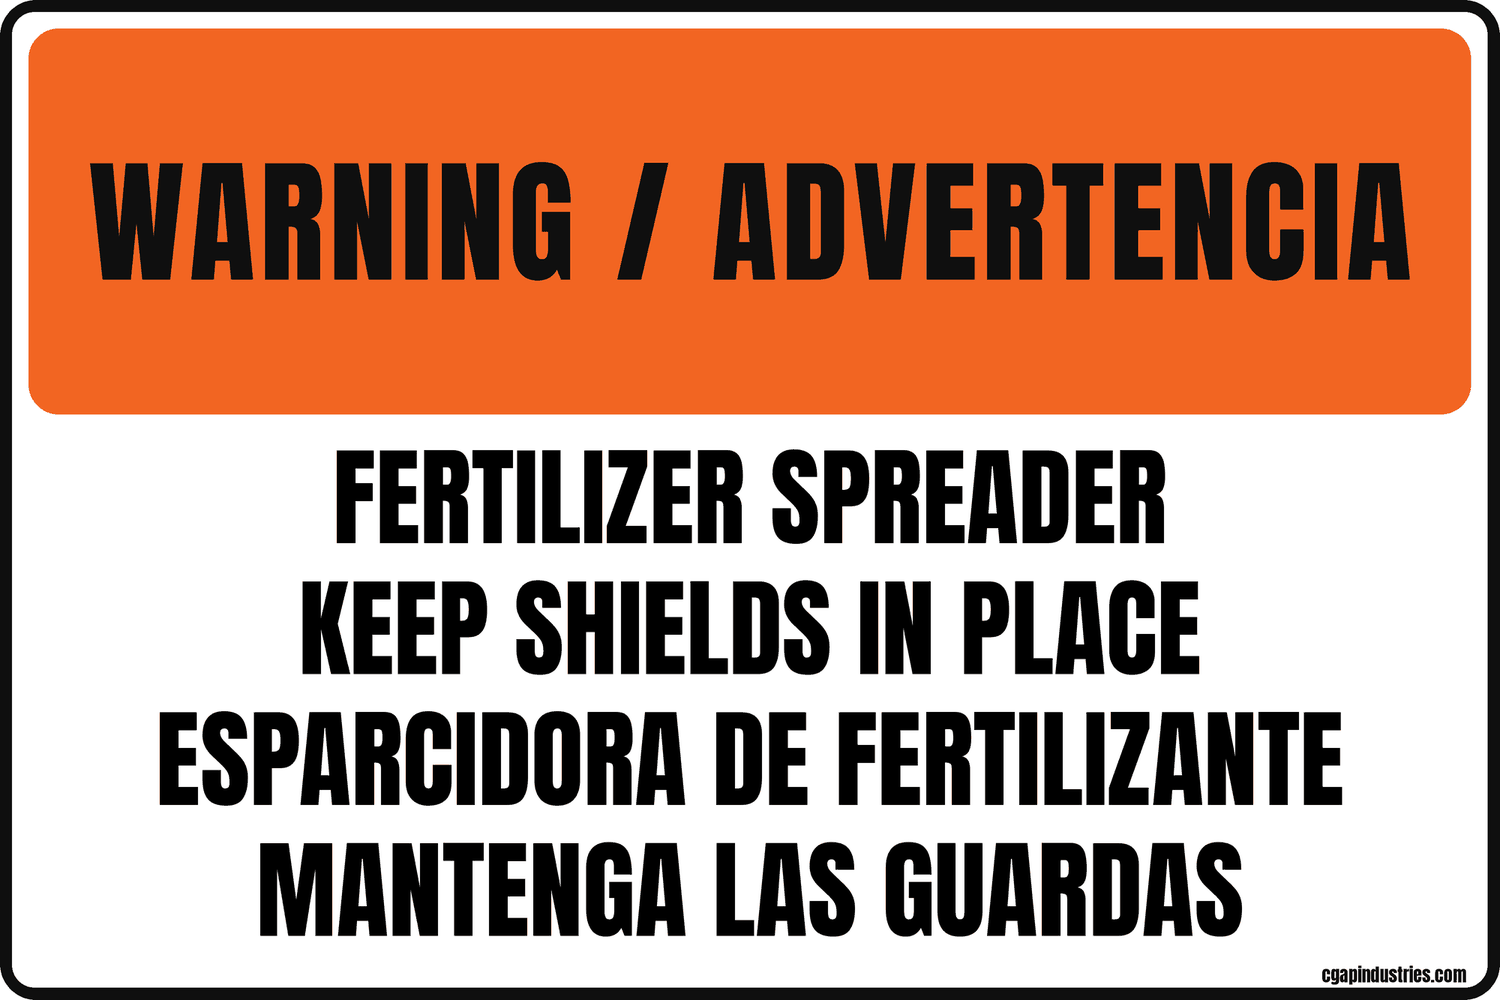 WARNING / ADVERTENCIA
FERTILIZER SPREADER
KEEP SHIELDS IN PLACE
ESPARCIDORA DE FERTILIZANTE
MANTENGA LAS GUARDAS
cgapindustries.com